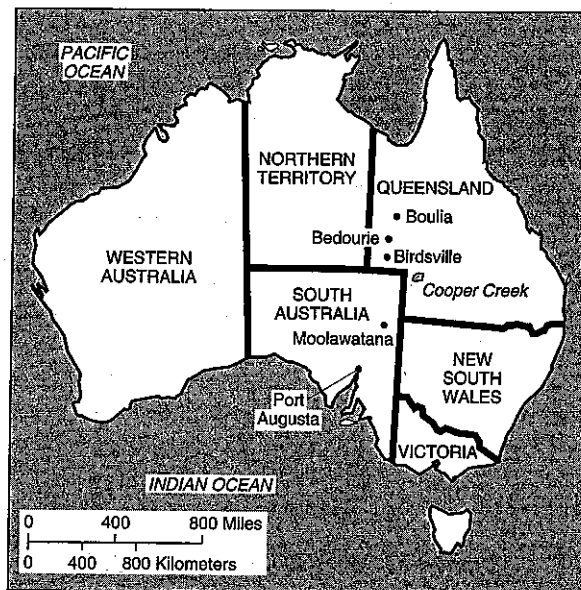 PACIFIC
OCEAN
NORTHERN
TERRITORY
QUEENSLAND
Boulia
Bedourie
Birdsville
WESTERN
AUSTRALIA
Cooper Creek
SOUTH
AUSTRALIA
Moolawatana
NEW
SOUTH
WALES
Port
Augusta
VICTORIA
INDIAN OCEAN
0 400 800 Miles
0 400 800 Kilometers